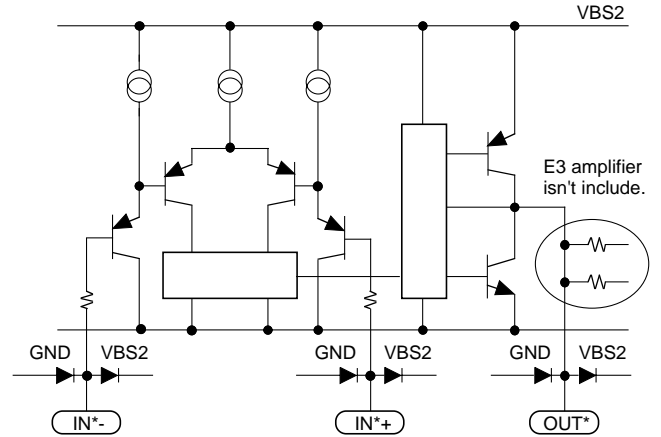 VBS2
E3 amplifier
isn't include.
GND VBS2
GND VBS2
GND VBS2
IN*-
IN*+
OUT*